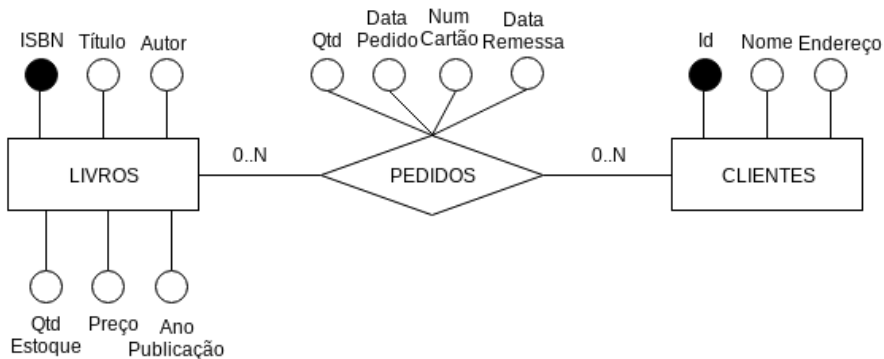 ISBN
Título
Autor
Qtd
Data
Pedido
Num
Cartão
Data
Remessa
Id
Nome
Endereço
LIVROS
0..N
PEDIDOS
0..N
CLIENTES
Qtd
Estoque
Preço
Ano
Publicação